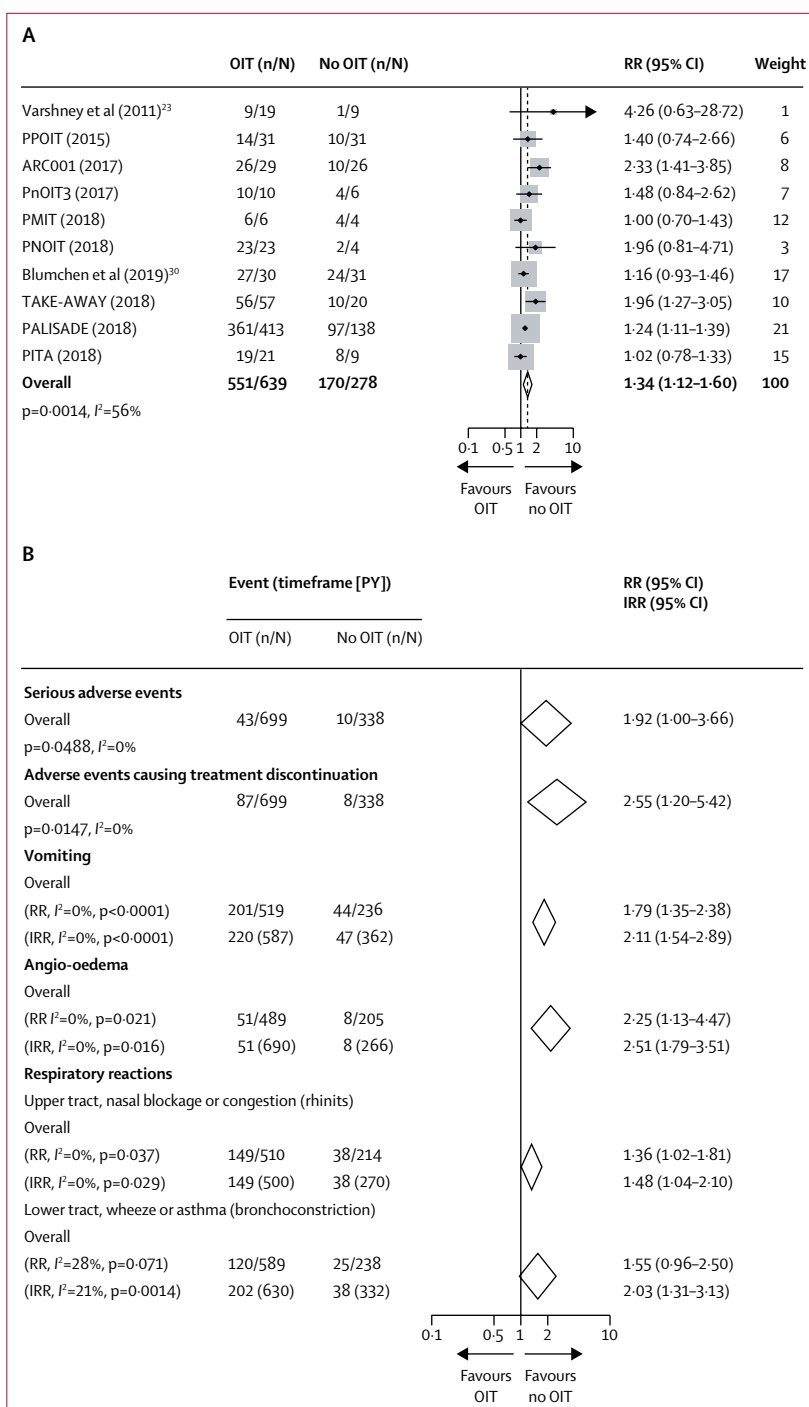 A
OIT (n/N) No OIT (n/N) RR (95% CI) Weight
Varshney et al (2011)²³ 9/19 1/9 4·26 (0·63–28·72) 1
PPOIT (2015) 14/31 10/31 1·40 (0·74–2·66) 6
ARC001 (2017) 26/29 10/26 2·33 (1·41–3·85) 8
PnOIT3 (2017) 10/10 4/6 1·48 (0·84–2·62) 7
PMIT (2018) 6/6 4/4 1·00 (0·70–1·43) 12
PNOIT (2018) 23/23 2/4 1·96 (0·81–4·71) 3
Blumchen et al (2019)³⁰ 27/30 24/31 1·16 (0·93–1·46) 17
TAKE-AWAY (2018) 56/57 10/20 1·96 (1·27–3·05) 10
PALISADE (2018) 361/413 97/138 1·24 (1·11–1·39) 21
PITA (2018) 19/21 8/9 1·02 (0·78–1·33) 15
Overall 551/639 170/278 1·34 (1·12–1·60) 100
p=0·0014, I²=56%
0·1 0·5 1 2 10
Favours Favours
OIT no OIT
B
Event (timeframe [PY]) RR (95% CI)
IRR (95% CI)
OIT (n/N) No OIT (n/N)
Serious adverse events
Overall 43/699 10/338 1·92 (1·00–3·66)
p=0·0488, I²=0%
Adverse events causing treatment discontinuation
Overall 87/699 8/338 2·55 (1·20–5·42)
p=0·0147, I²=0%
Vomiting
Overall
(RR, I²=0%, p<0·0001) 201/519 44/236 1·79 (1·35–2·38)
(IRR, I²=0%, p<0·0001) 220 (587) 47 (362) 2·11 (1·54–2·89)
Angio-oedema
Overall
(RR I²=0%, p=0·021) 51/489 8/205 2·25 (1·13–4·47)
(IRR, I²=0%, p=0·016) 51 (690) 8 (266) 2·51 (1·79–3·51)
Respiratory reactions
Upper tract, nasal blockage or congestion (rhinits)
Overall
(RR, I²=0%, p=0·037) 149/510 38/214 1·36 (1·02–1·81)
(IRR, I²=0%, p=0·029) 149 (500) 38 (270) 1·48 (1·04–2·10)
Lower tract, wheeze or asthma (bronchoconstriction)
Overall
(RR, I²=28%, p=0·071) 120/589 25/238 1·55 (0·96–2·50)
(IRR, I²=21%, p=0·0014) 202 (630) 38 (332) 2·03 (1·31–3·13)
0·1 0·5 1 2 10
Favours Favours
OIT no OIT